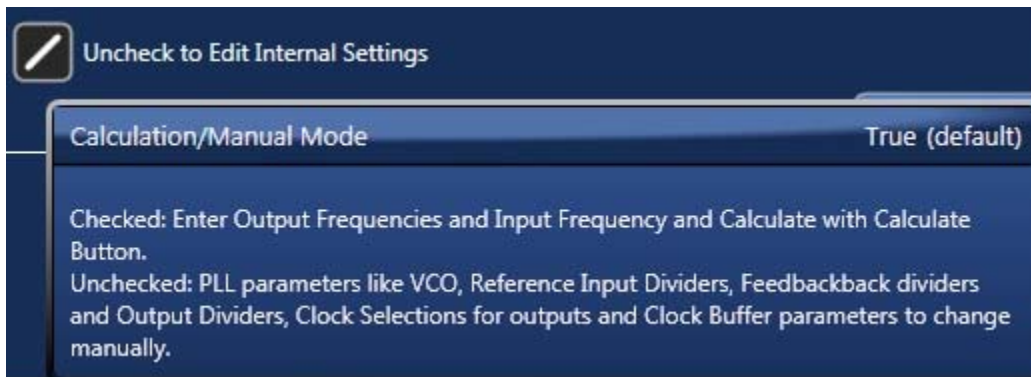 Uncheck to Edit Internal Settings
Calculation/Manual Mode True (default)
Checked: Enter Output Frequencies and Input Frequency and Calculate with Calculate
Button.
Unchecked: PLL parameters like VCO, Reference Input Dividers, Feedbackback dividers
and Output Dividers, Clock Selections for outputs and Clock Buffer parameters to change
manually.